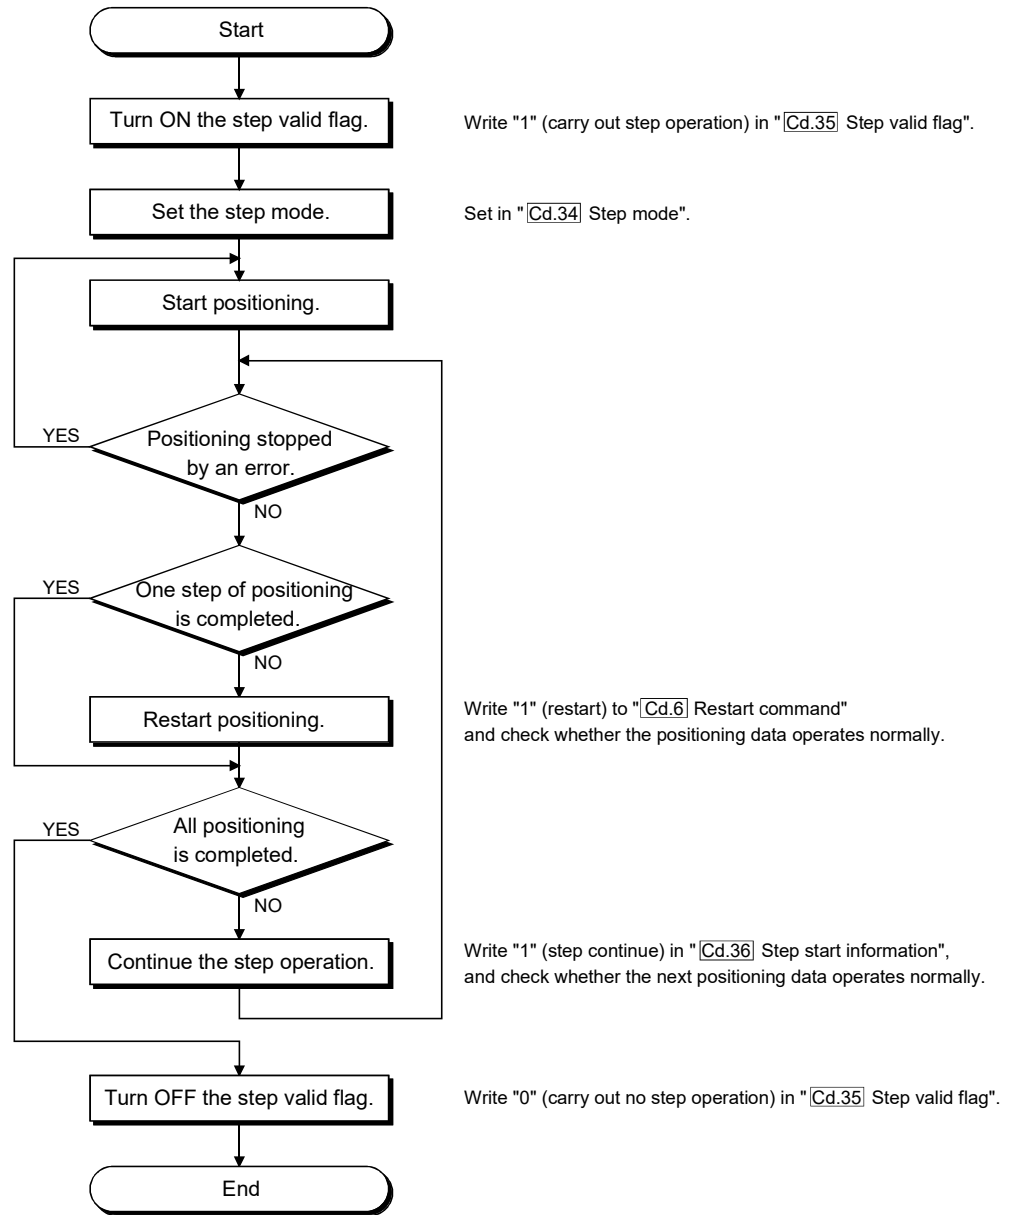 Start
Turn ON the step valid flag.
Write "1" (carry out step operation) in " Cd.35 Step valid flag".
Set the step mode.
Set in " Cd.34 Step mode".
Start positioning.
YES
Positioning stopped
by an error.
NO
YES
One step of positioning
is completed.
NO
Restart positioning.
Write "1" (restart) to " Cd.6 Restart command"
and check whether the positioning data operates normally.
YES
All positioning
is completed.
NO
Continue the step operation.
Write "1" (step continue) in " Cd.36 Step start information",
and check whether the next positioning data operates normally.
Turn OFF the step valid flag.
Write "0" (carry out no step operation) in " Cd.35 Step valid flag".
End